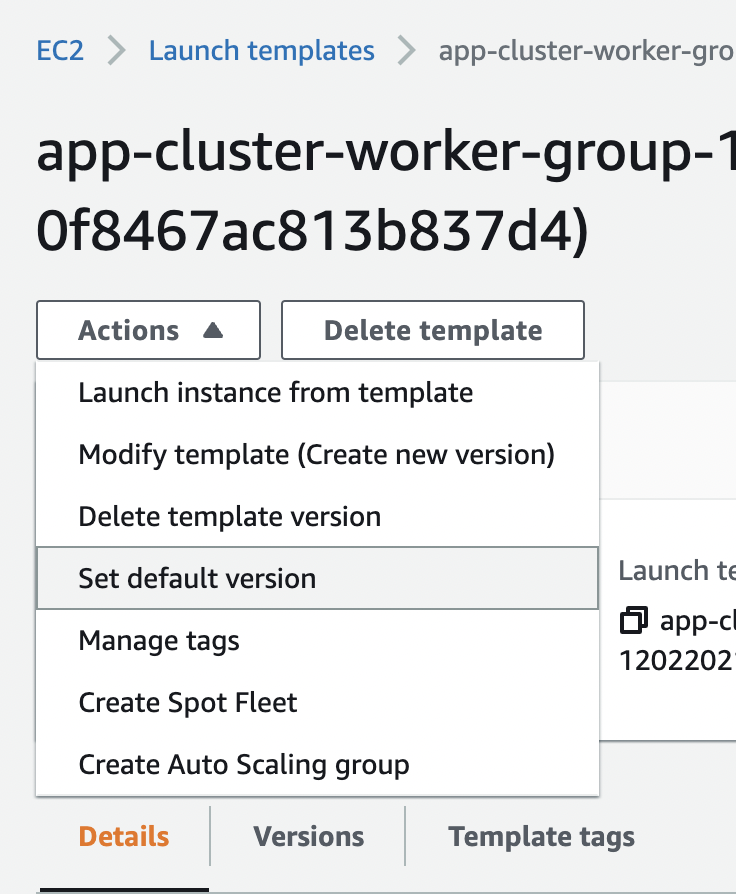 EC2 > Launch templates > app-cluster-worker-gro
app-cluster-worker-group-1
0f8467ac813b837d4)
Actions ▲ Delete template
Launch instance from template
Modify template (Create new version)
Delete template version
Set default version
Launch te
Manage tags
app-cl
1202202
Create Spot Fleet
Create Auto Scaling group
Details Versions Template tags